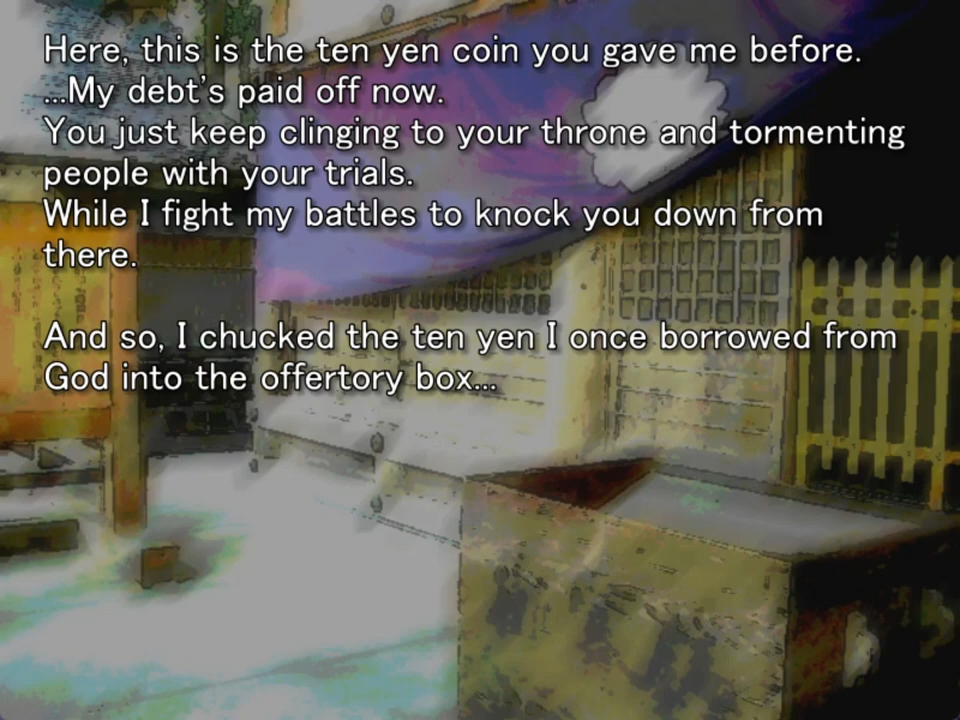 Here, this is the ten yen coin you gave me before.
...My debt's paid off now.
You just keep clinging to your throne and tormenting
people with your trials.
While I fight my battles to knock you down from
there.
And so, I chucked the ten yen I once borrowed from
God into the offertory box...